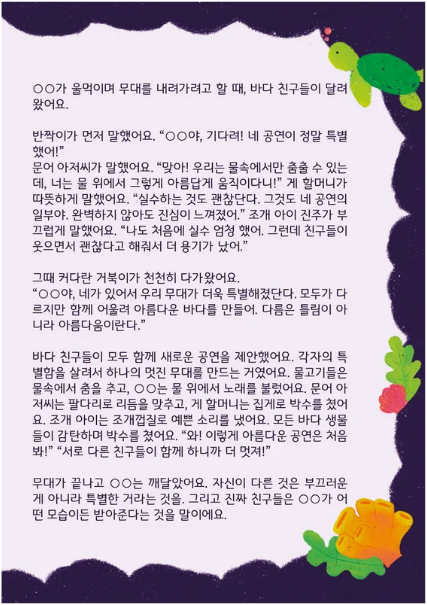 ○○가 울먹이며 무대를 내려가려고 할 때, 바다 친구들이 달려
왔어요.
반짝이가 먼저 말했어요. “○○야, 기다려! 네 공연이 정말 특별
했어!”
문어 아저씨가 말했어요. “맞아! 우리는 물속에서만 춤출 수 있는
데, 너는 물 위에서 그렇게 아름답게 움직이다니!” 게 할머니가
따뜻하게 말했어요. “실수하는 것도 괜찮단다. 그것도 네 공연의
일부야. 완벽하지 않아도 진심이 느껴졌어.” 조개 아이 진주가 부
끄럽게 말했어요. “나도 처음에 실수 엄청 했어. 그런데 친구들이
웃으면서 괜찮다고 해줘서 더 용기가 났어.”
그때 커다란 거북이가 천천히 다가왔어요.
“○○야, 네가 있어서 우리 무대가 더욱 특별해졌단다. 모두가 다
르지만 함께 어울려 아름다운 바다를 만들어. 다름은 틀림이 아
니라 아름다움이란다.”
바다 친구들이 모두 함께 새로운 공연을 제안했어요. 각자의 특
별함을 살려서 하나의 멋진 무대를 만드는 거였어요. 물고기들은
물속에서 춤을 추고, ○○는 물 위에서 노래를 불렀어요. 문어 아
저씨는 팔다리로 리듬을 맞추고, 게 할머니는 집게로 박수를 쳤어
요. 조개 아이는 조개껍질로 예쁜 소리를 냈어요. 모든 바다 생물
들이 감탄하며 박수를 쳤어요. “와! 이렇게 아름다운 공연은 처음
봐!” “서로 다른 친구들이 함께 하니까 더 멋져!”
무대가 끝나고 ○○는 깨달았어요. 자신이 다른 것은 부끄러운
게 아니라 특별한 거라는 것을. 그리고 진짜 친구들은 ○○가 어
떤 모습이든 받아준다는 것을 말이에요.